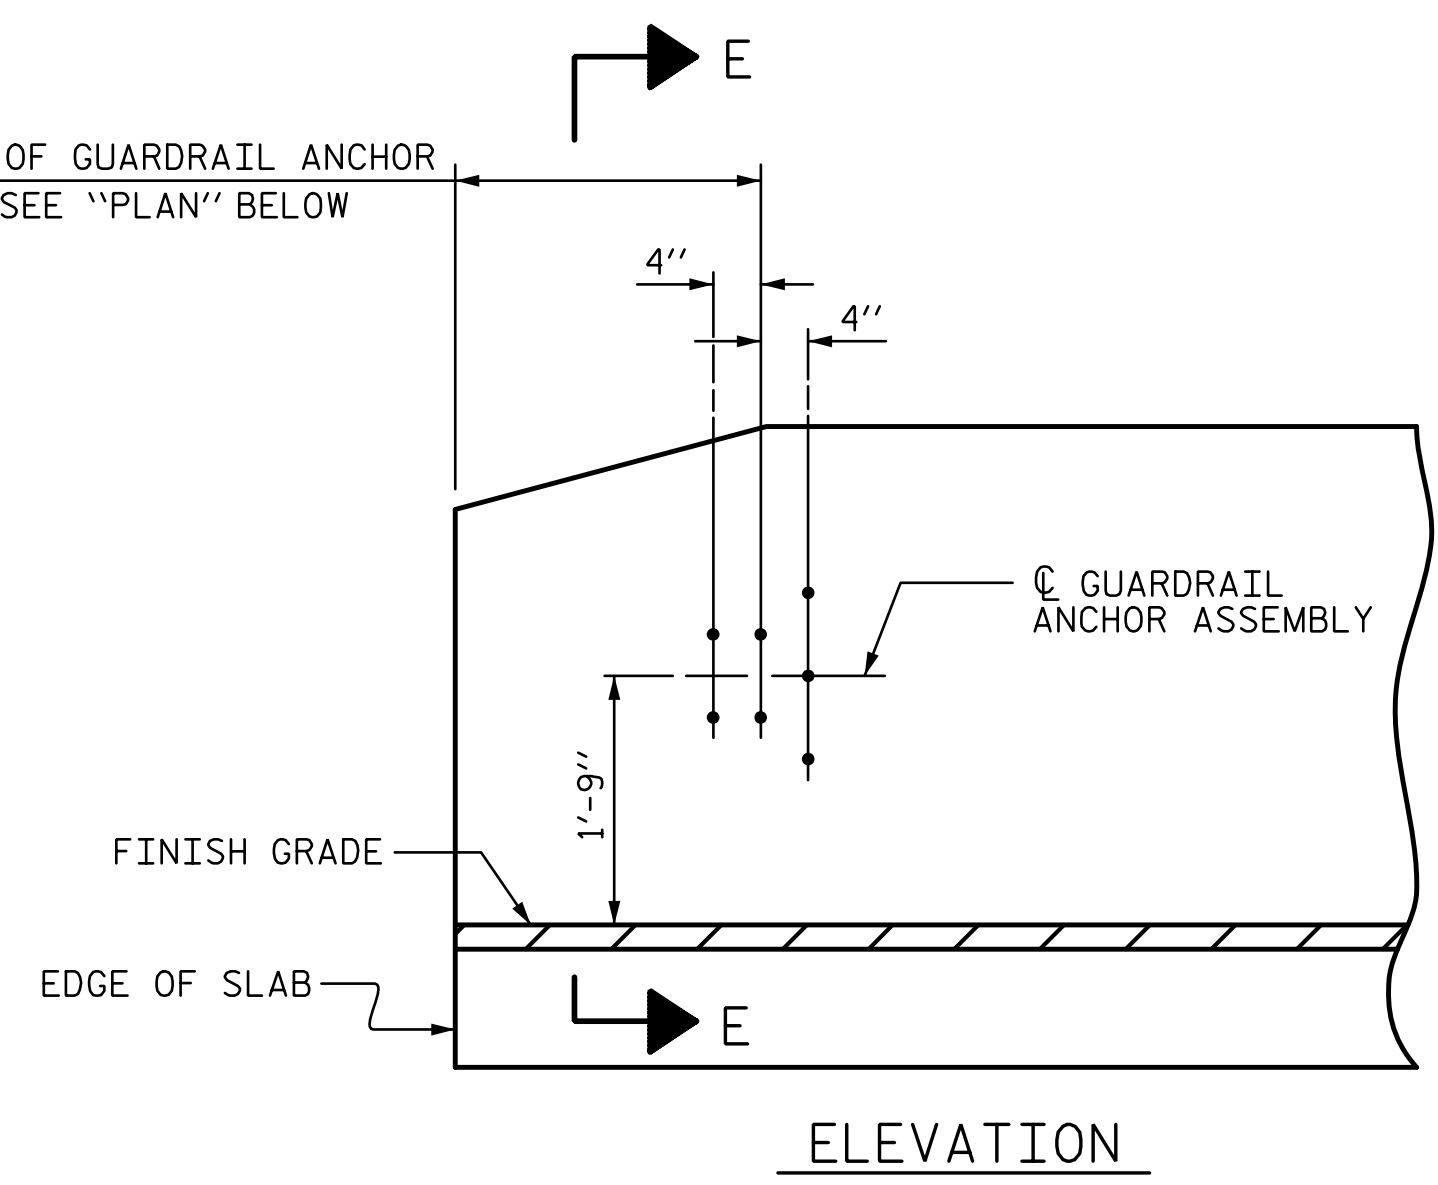 E
OF GUARDRAIL ANCHOR
SEE "PLAN" BELOW
4"
4"
℄ GUARDRAIL
ANCHOR ASSEMBLY
1'-9"
FINISH GRADE
EDGE OF SLAB
E
ELEVATION